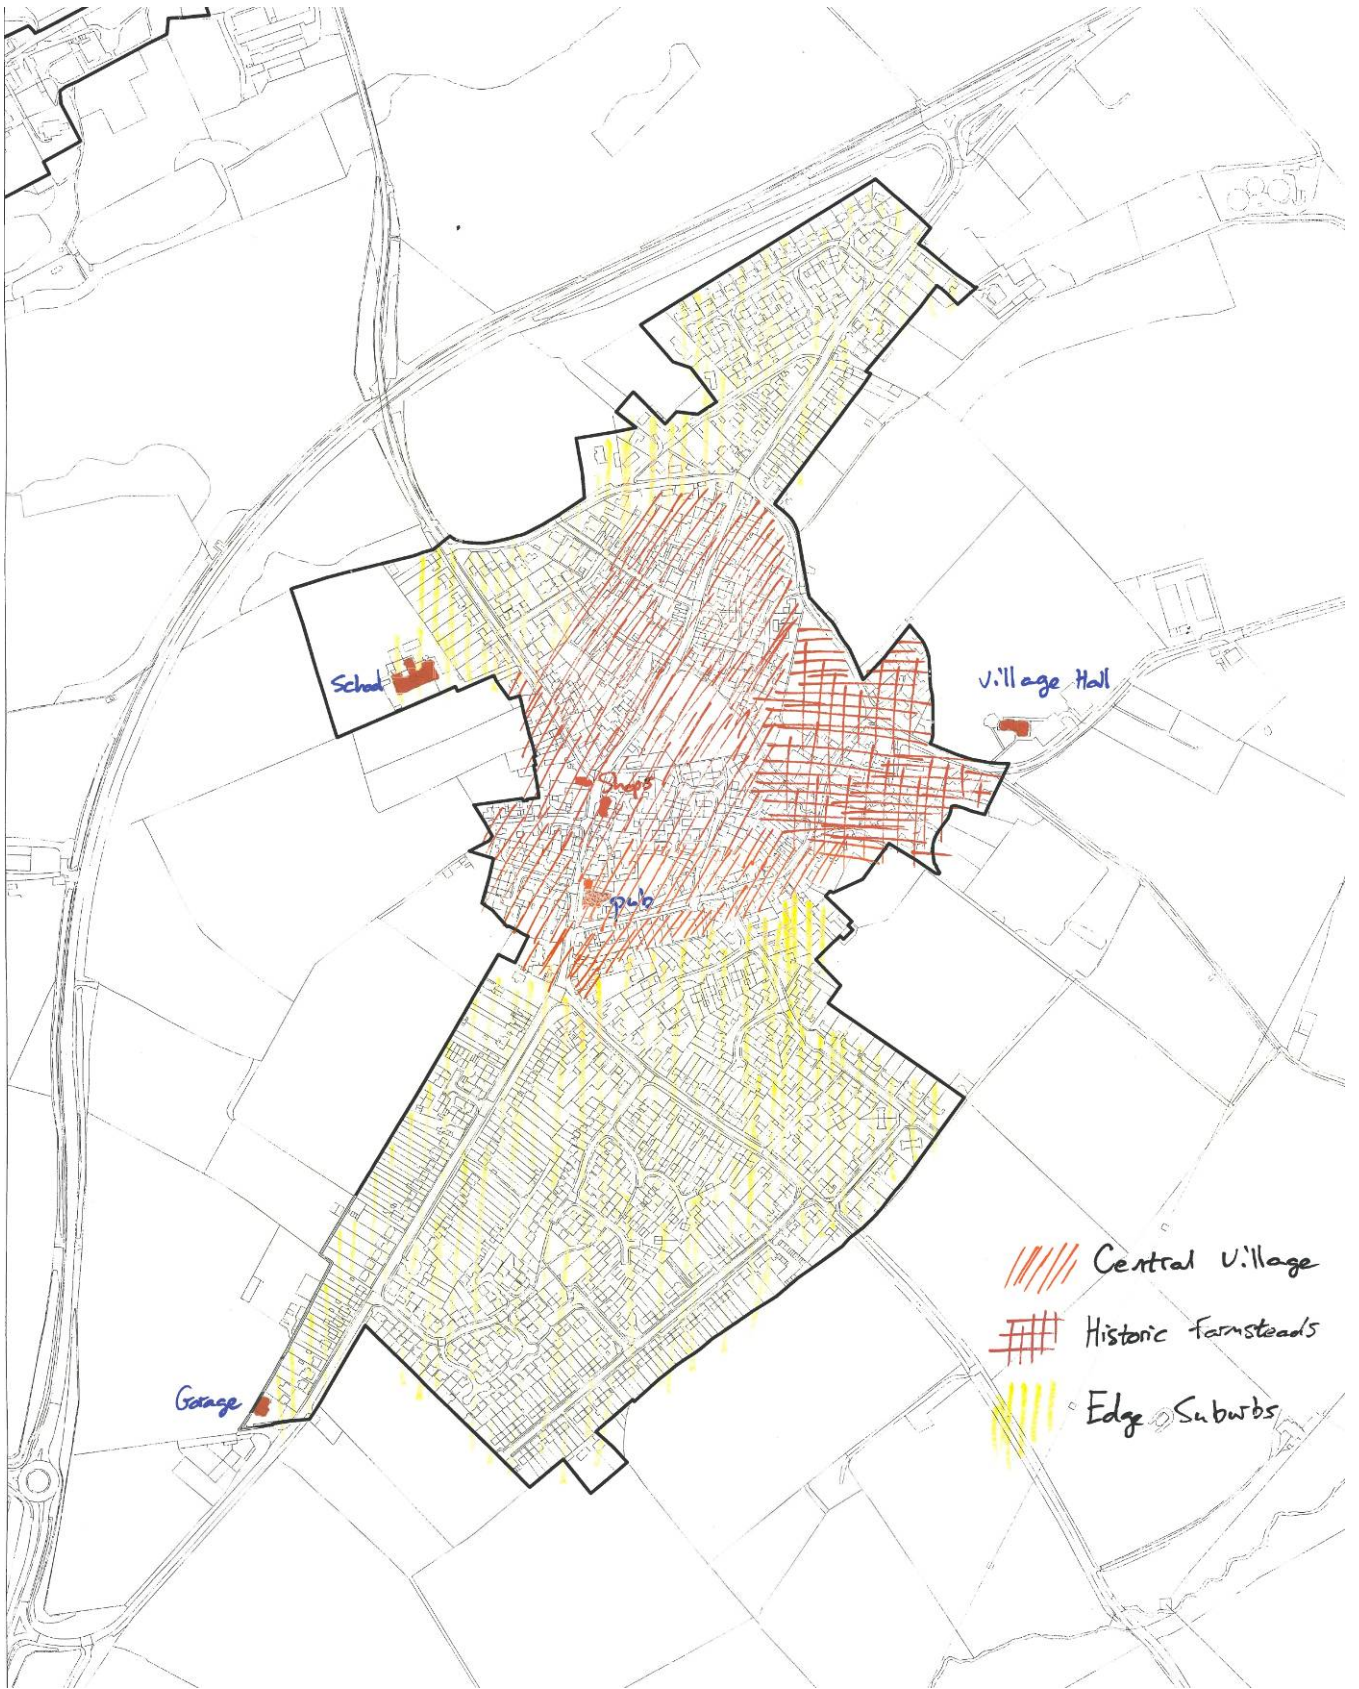 School
Village Hall
Shops
pub
Central Village
Historic farmsteads
Garage
Edge Suburbs